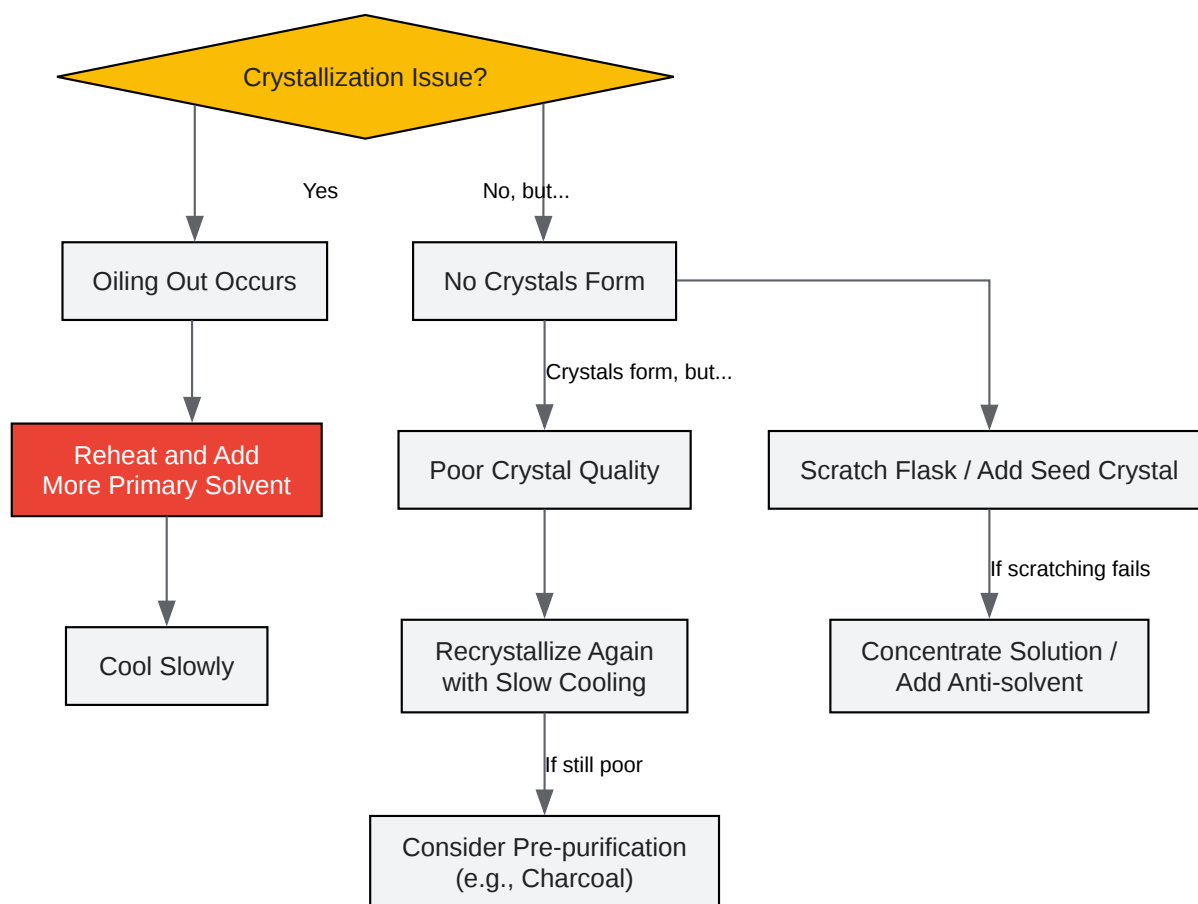 Crystallization Issue?
Yes
No, but...
Oiling Out Occurs
No Crystals Form
Crystals form, but...
Reheat and Add
More Primary Solvent
Poor Crystal Quality
Scratch Flask / Add Seed Crystal
If scratching fails
Cool Slowly
Recrystallize Again
with Slow Cooling
Concentrate Solution /
Add Anti-solvent
If still poor
Consider Pre-purification
(e.g., Charcoal)